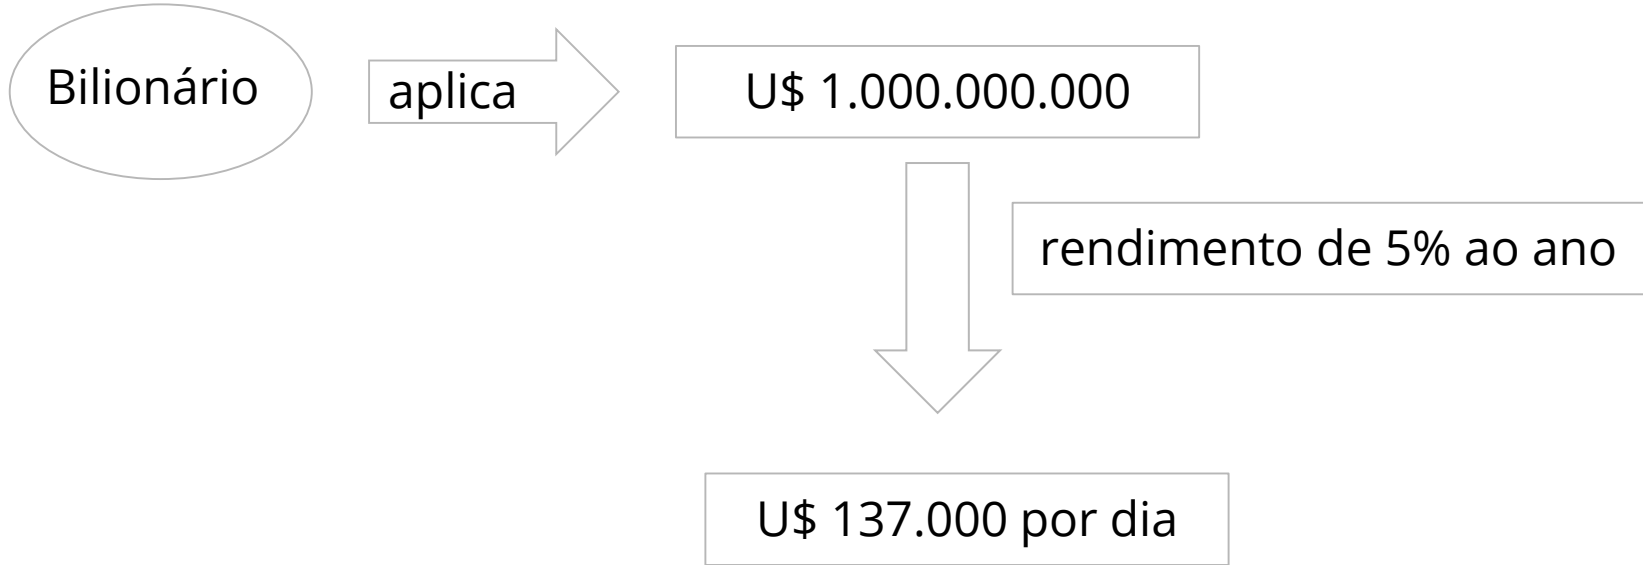 Bilionário
aplica
U$ 1.000.000.000
rendimento de 5% ao ano
U$ 137.000 por dia